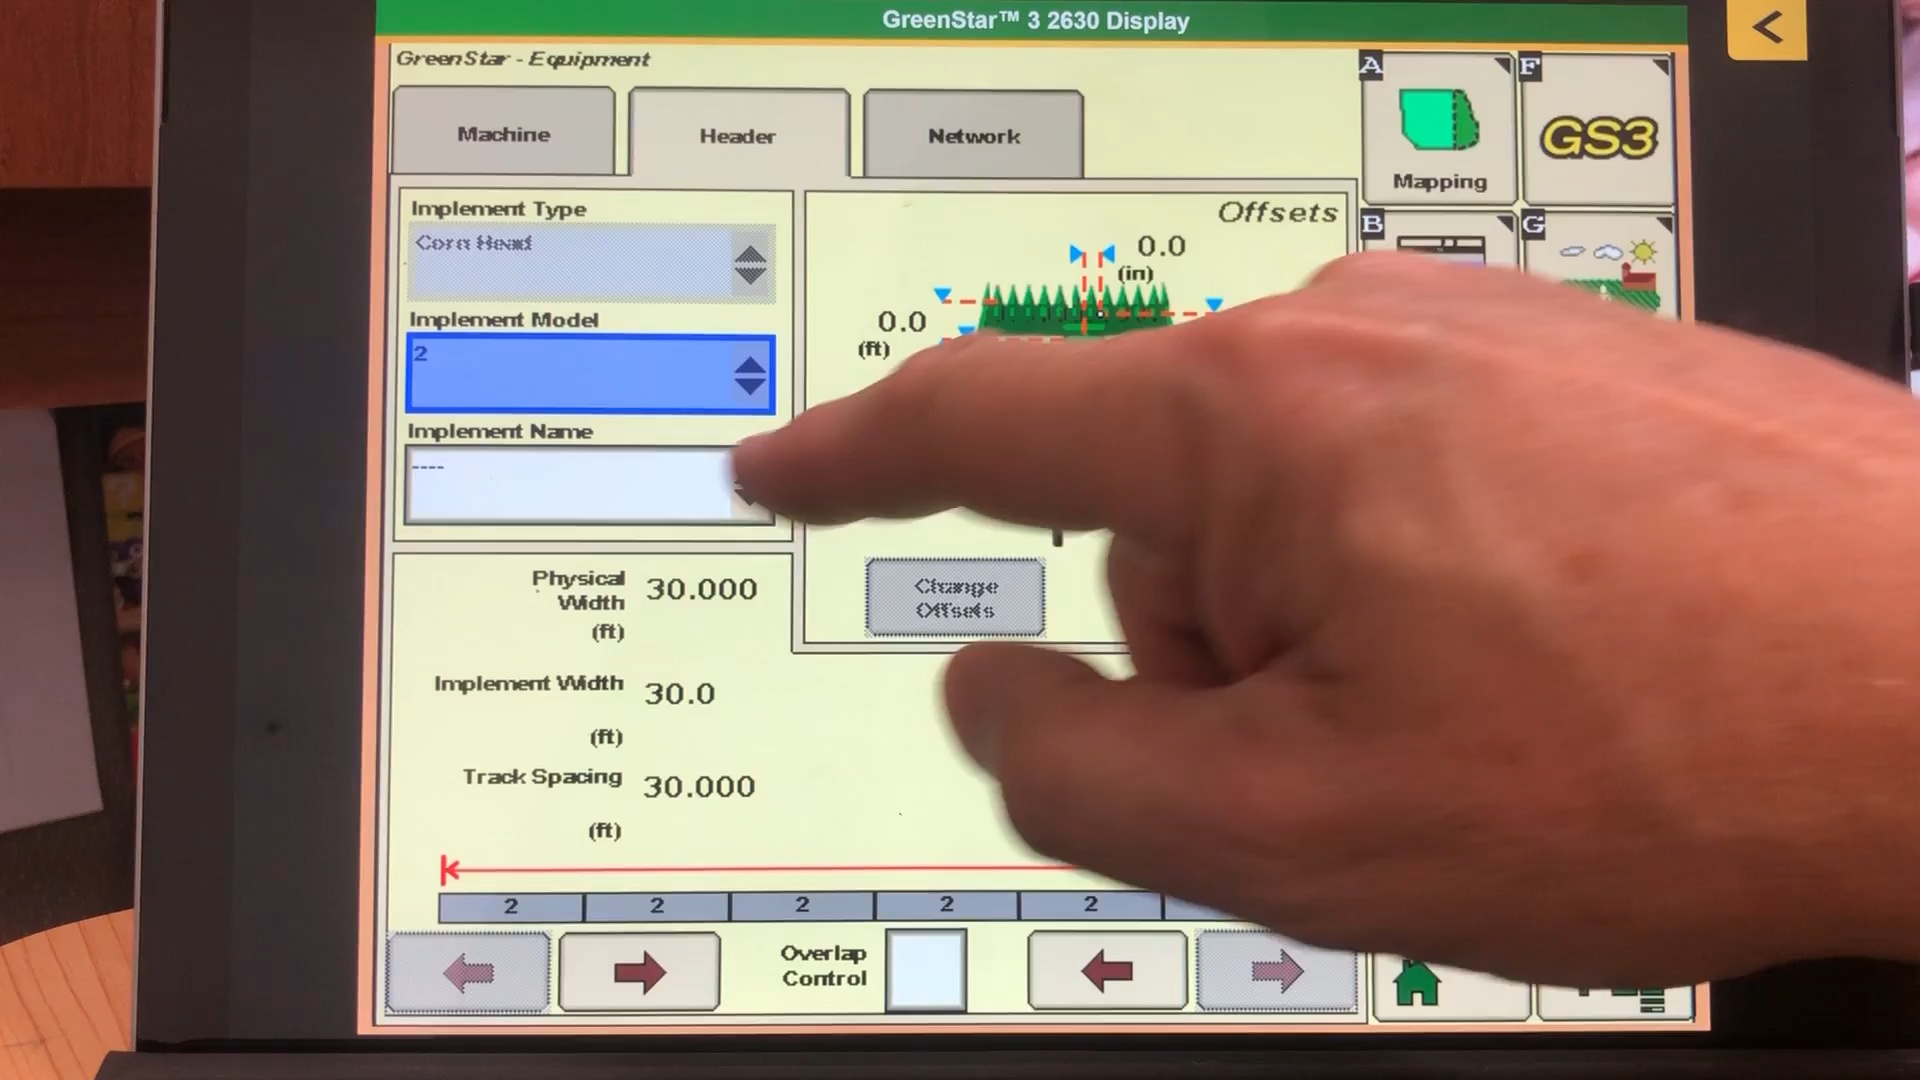 GreenStar™ 3 2630 Display
GreenStar - Equipment
Machine
Header
Network
A
Mapping
F
GS3
B
G
Implement Type
Corn Head
Implement Model
2
Implement Name
----
Offsets
0.0
(in)
0.0
(ft)
Change
Offsets
Physical
Width
(ft)
30.000
Implement Width
(ft)
30.0
Track Spacing
(ft)
30.000
2
2
2
2
2
Overlap
Control